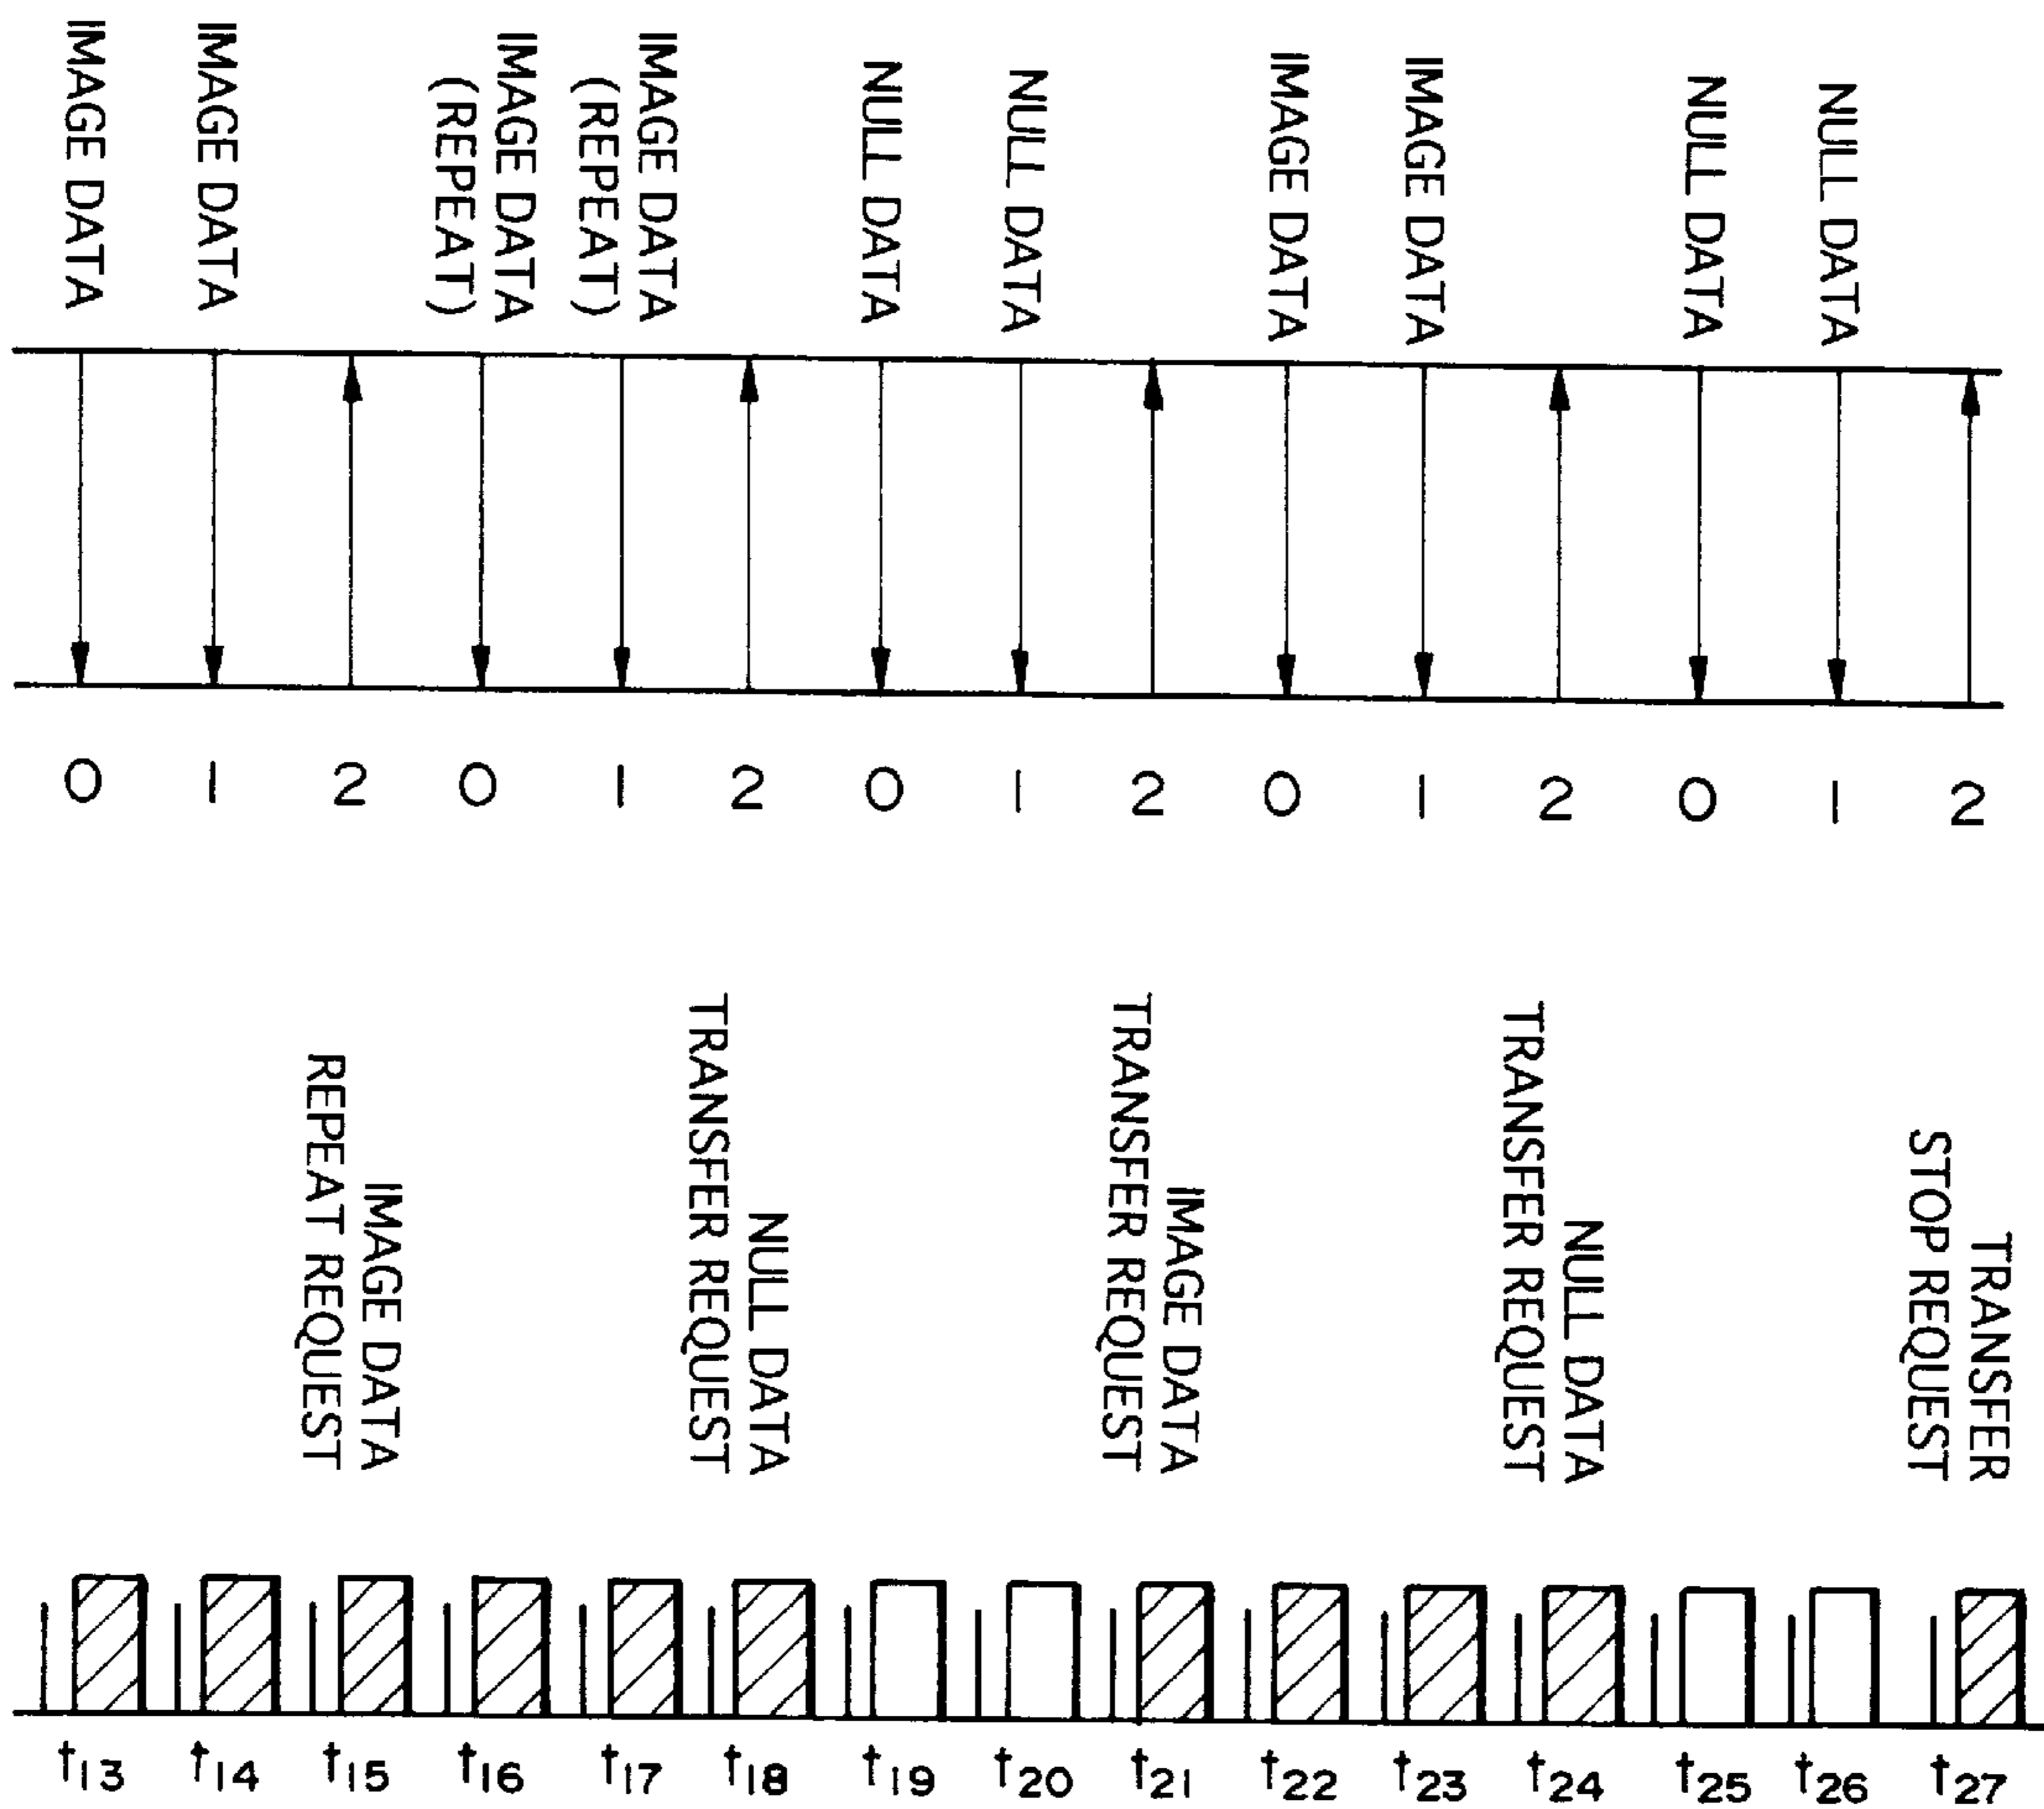 IMAGE DATA
IMAGE DATA
IMAGE DATA
(REPEAT)
IMAGE DATA
(REPEAT)
NULL DATA
NULL DATA
IMAGE DATA
IMAGE DATA
NULL DATA
NULL DATA
0 1 2 0 1 2 0 1 2 0 1 2 0 1 2
IMAGE DATA
REPEAT REQUEST
NULL DATA
TRANSFER REQUEST
IMAGE DATA
TRANSFER REQUEST
NULL DATA
TRANSFER REQUEST
TRANSFER
STOP REQUEST
t13 t14 t15 t16 t17 t18 t19 t20 t21 t22 t23 t24 t25 t26 t27